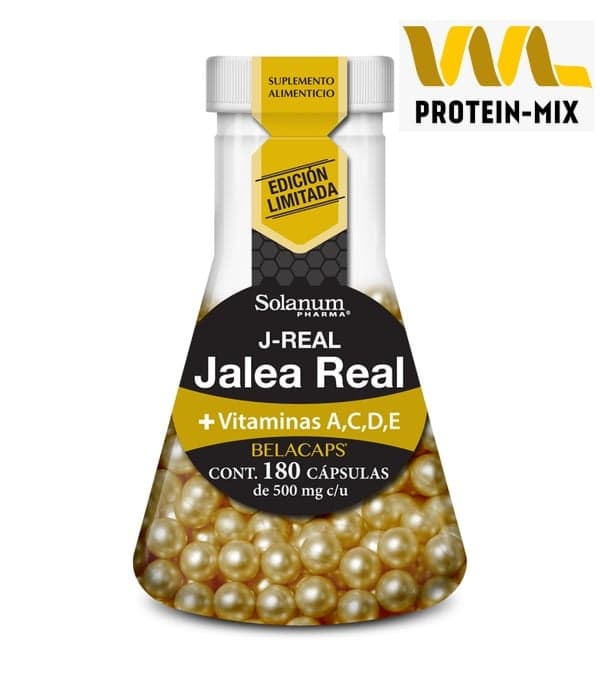 SUPLEMENTO
ALIMENTICIO
PROTEIN-MIX
EDICIÓN
LIMITADA
Solanum
PHARMA®
J-REAL
Jalea Real
+Vitaminas A,C,D,E
BELACAPS®
CONT. 180 CÁPSULAS
de 500 mg c/u